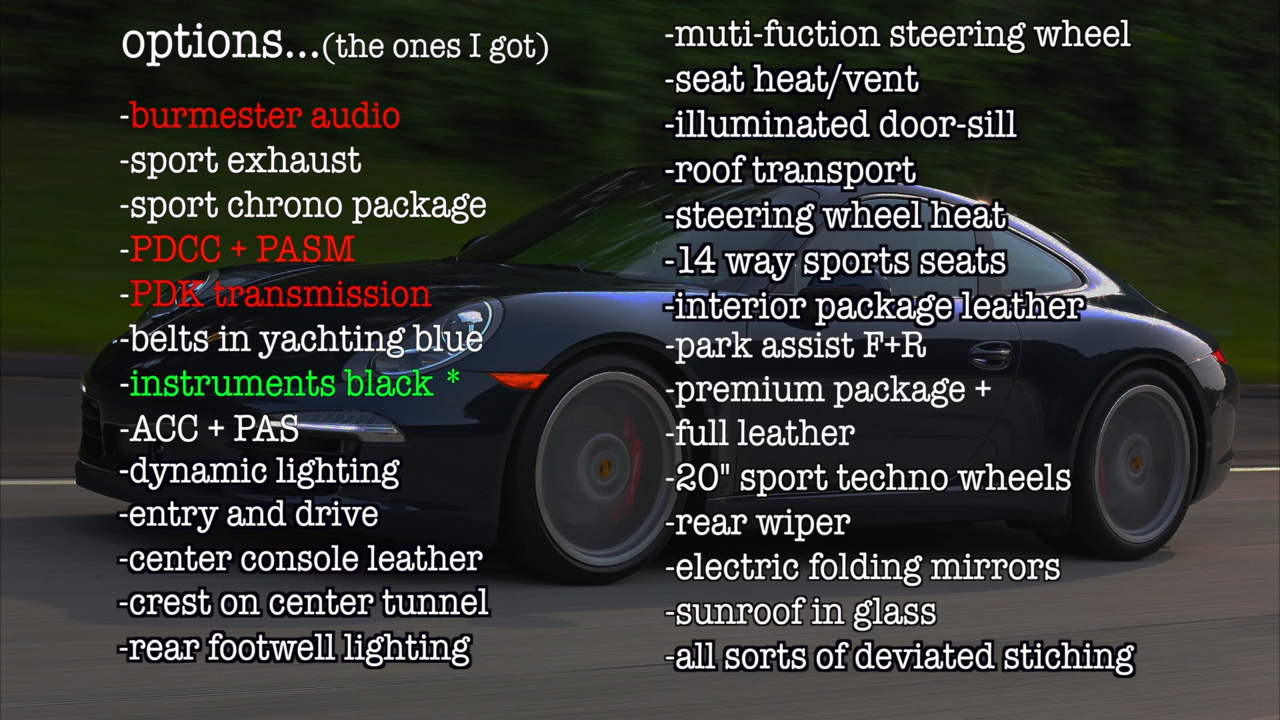 options...(the ones I got)
-burmester audio
-sport exhaust
-sport chrono package
-PDCC + PASM
-PDK transmission
-belts in yachting blue
-instruments black *
-ACC + PAS
-dynamic lighting
-entry and drive
-center console leather
-crest on center tunnel
-rear footwell lighting
-muti-fuction steering wheel
-seat heat/vent
-illuminated door-sill
-roof transport
-steering wheel heat
-14 way sports seats
-interior package leather
-park assist F+R
-premium package +
-full leather
-20" sport techno wheels
-rear wiper
-electric folding mirrors
-sunroof in glass
-all sorts of deviated stiching